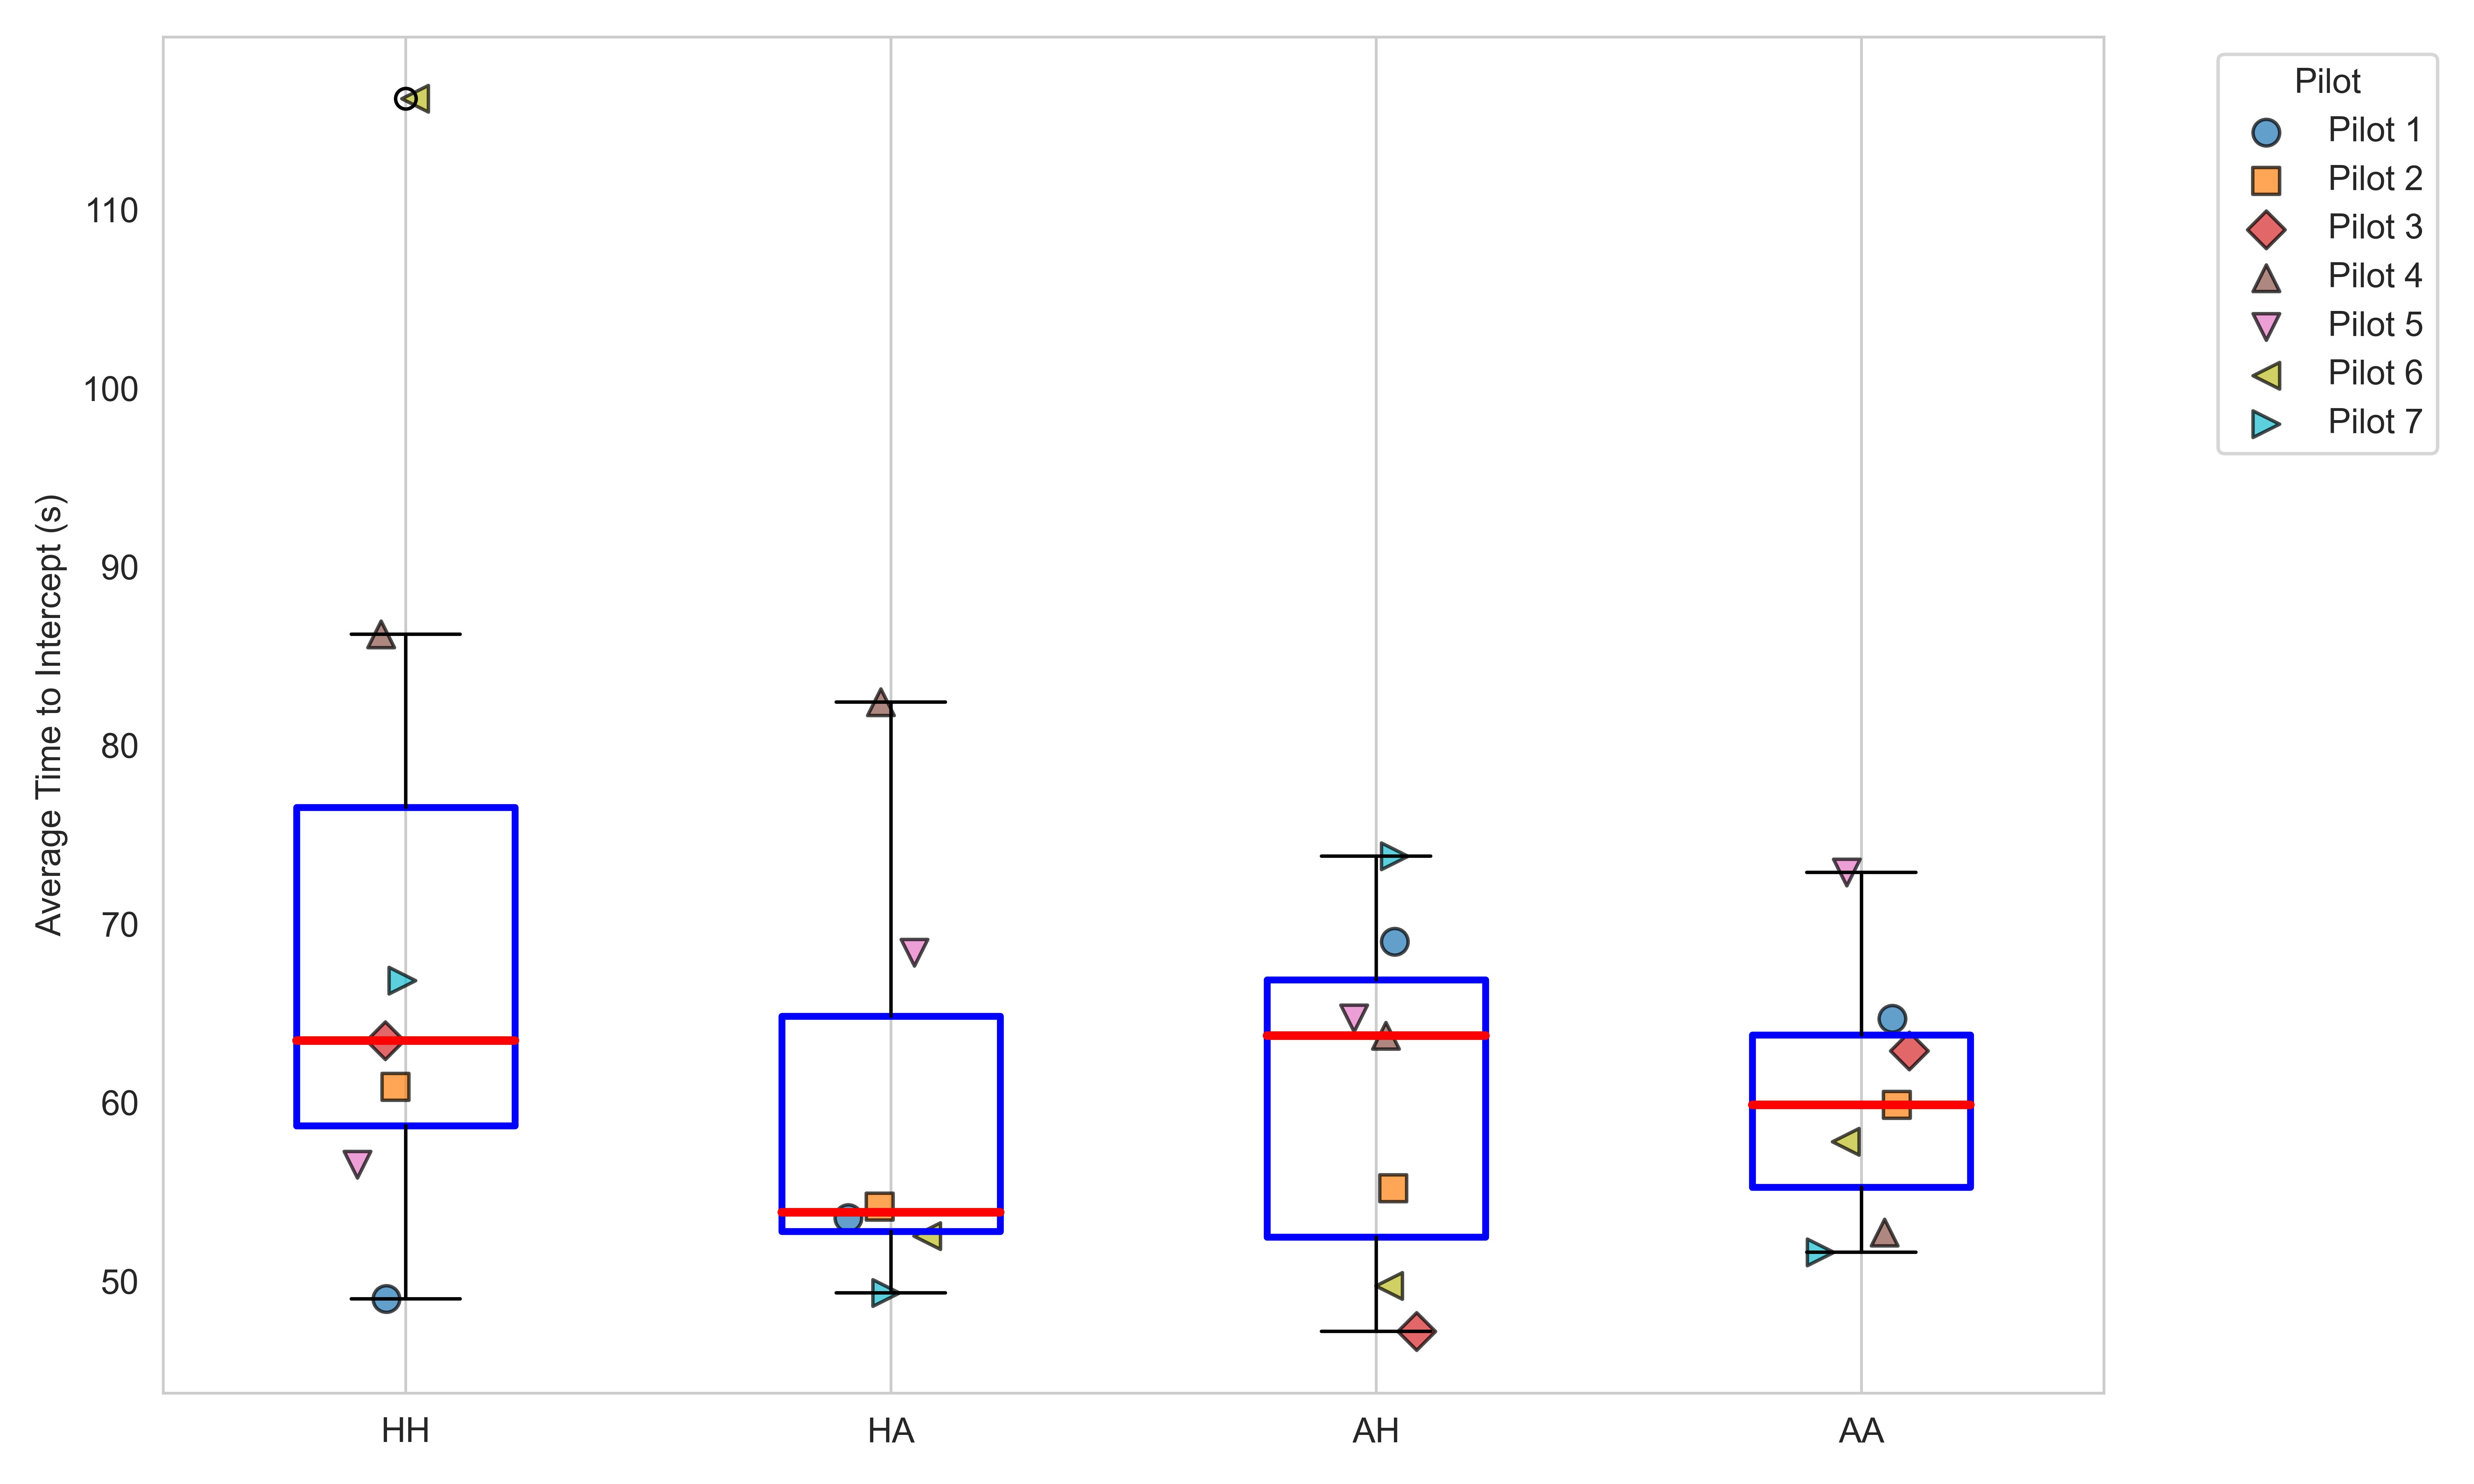 Average Time to Intercept (s)
110
100
90
80
70
60
50
HH HA AH AA
Pilot
Pilot 1
Pilot 2
Pilot 3
Pilot 4
Pilot 5
Pilot 6
Pilot 7